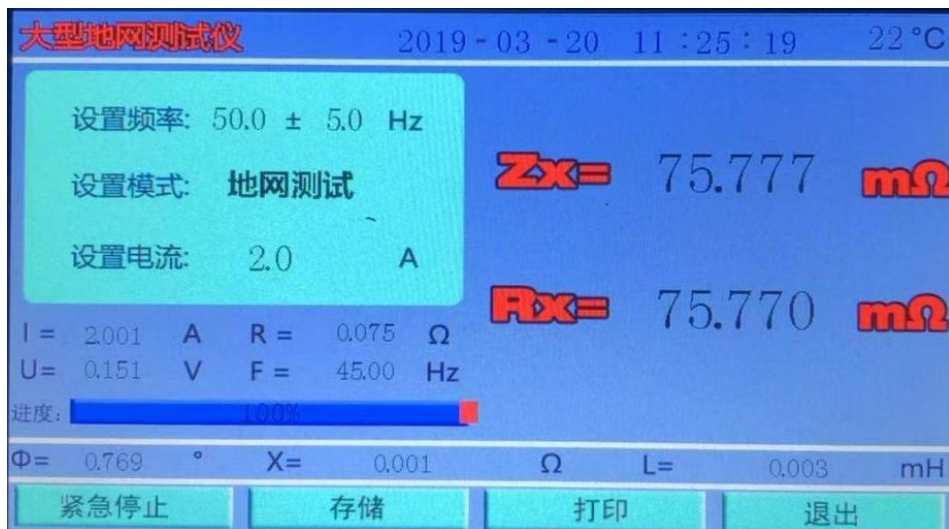 大型地网测试仪 2019-03-20 11:25:19 22°C
设置频率: 50.0 ± 5.0 Hz
设置模式: 地网测试
设置电流: 2.0 A
Zx= 75.777 mΩ
Rx= 75.770 mΩ
I = 2.001 A R = 0.075 Ω
U= 0.151 V F = 45.00 Hz
进度: 100%
Φ= 0.769 ° X= 0.001 Ω L= 0.003 mH
紧急停止 存储 打印 退出